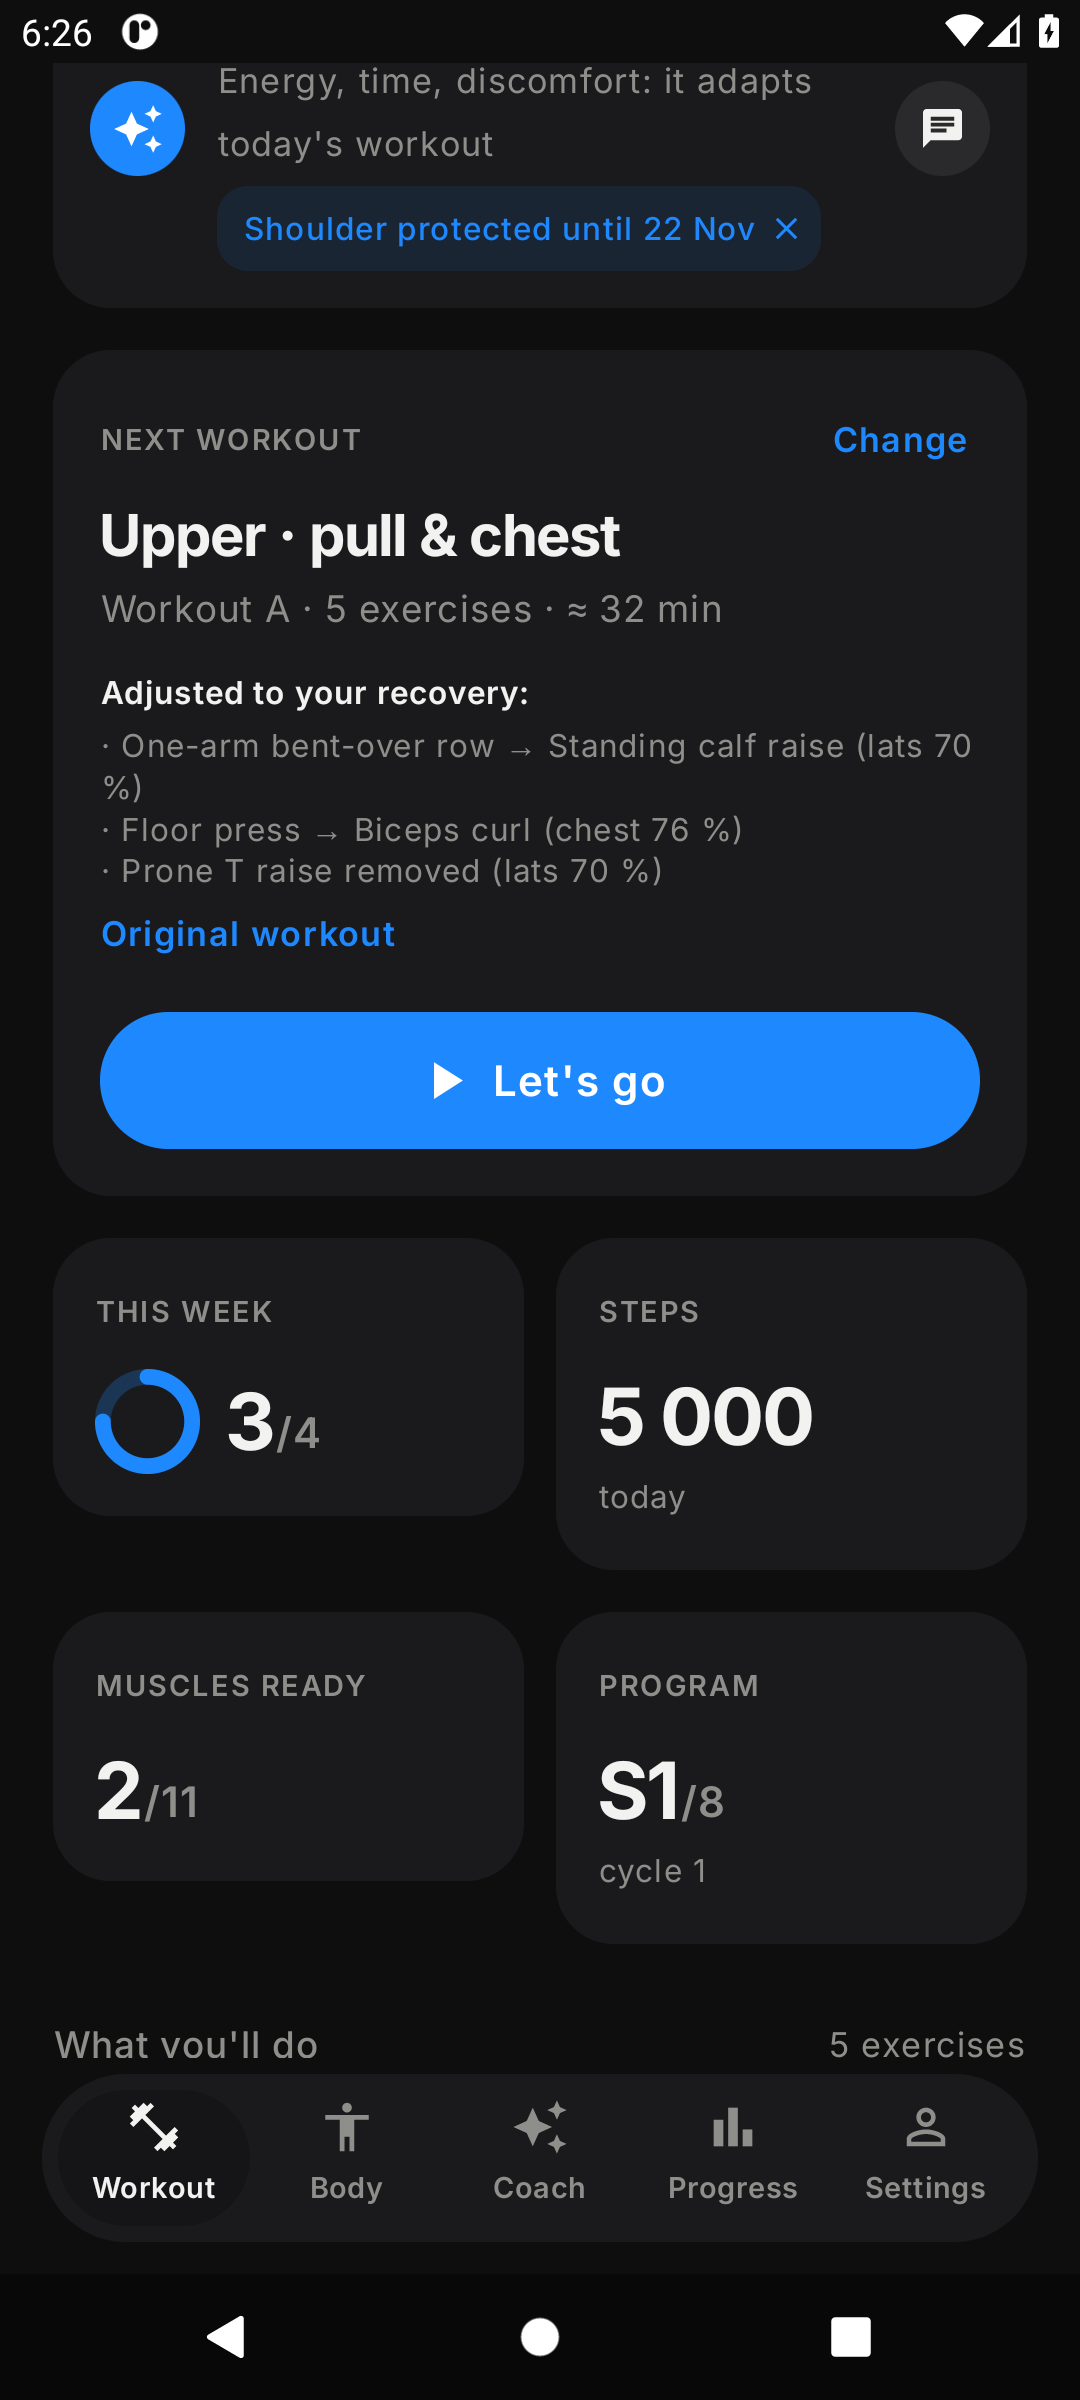 6:26
Energy, time, discomfort: it adapts
today's workout
Shoulder protected until 22 Nov
NEXT WORKOUT
Change
Upper · pull & chest
Workout A · 5 exercises · ≈ 32 min
Adjusted to your recovery:
· One-arm bent-over row → Standing calf raise (lats 70
%)
· Floor press → Biceps curl (chest 76 %)
· Prone T raise removed (lats 70 %)
Original workout
Let's go
THIS WEEK
3/4
STEPS
5 000
today
MUSCLES READY
2/11
PROGRAM
S1/8
cycle 1
What you'll do
5 exercises
Workout
Body
Coach
Progress
Settings